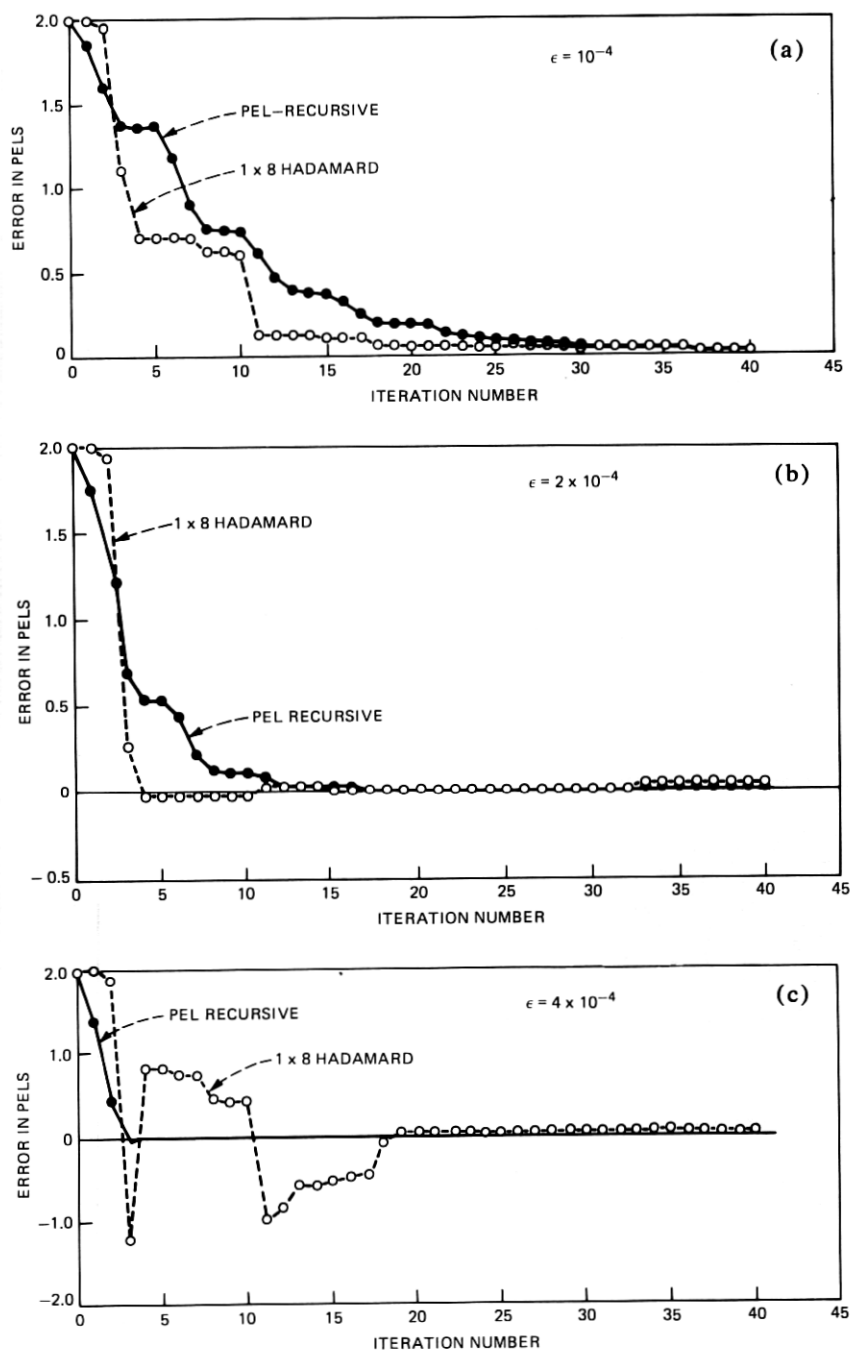 2.0
(a)
ε = 10⁻⁴
1.5
PEL–RECURSIVE
1 x 8 HADAMARD
1.0
0.5
0
ERROR IN PELS
0 5 10 15 20 25 30 35 40 45
ITERATION NUMBER
2.0
(b)
ε = 2 x 10⁻⁴
1.5
1 x 8 HADAMARD
1.0
0.5
PEL RECURSIVE
0
−0.5
ERROR IN PELS
0 5 10 15 20 25 30 35 40 45
ITERATION NUMBER
2.0
(c)
ε = 4 x 10⁻⁴
PEL RECURSIVE
1.0
1 x 8 HADAMARD
0
−1.0
−2.0
ERROR IN PELS
0 5 10 15 20 25 30 35 40 45
ITERATION NUMBER